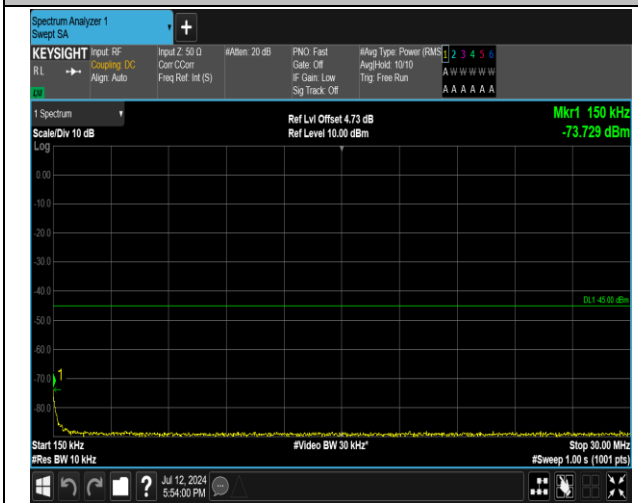 Spectrum Analyzer 1
Swept SA
+
KEYSIGHT
RL
Input: RF
Coupling: DC
Align: Auto
Input Z: 50 Ω
Corr CCorr
Freq Ref: Int (S)
#Atten: 20 dB
PNO: Fast
Gate: Off
IF Gain: Low
Sig Track: Off
#Avg Type: Power (RMS
Avg|Hold: 10/10
Trig: Free Run
1 2 3 4 5 6
A W W W W W
A A A A A A
1 Spectrum
Scale/Div 10 dB
Log
Ref Lvl Offset 4.73 dB
Ref Level 10.00 dBm
Mkr1 150 kHz
-73.729 dBm
0.00
-10.0
-20.0
-30.0
-40.0
DL1 -45.00 dBm
-50.0
-60.0
-70.0
1
-80.0
Start 150 kHz
#Res BW 10 kHz
#Video BW 30 kHz*
Stop 30.00 MHz
#Sweep 1.00 s (1001 pts)
?
Jul 12, 2024
5:54:00 PM